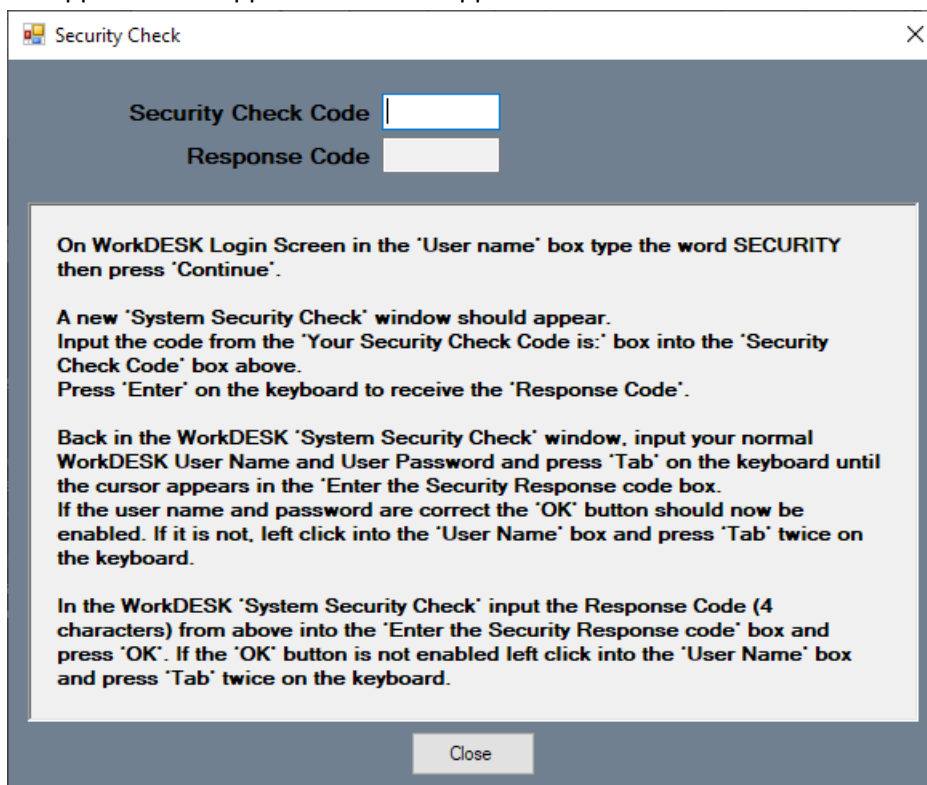 Security Check
Security Check Code
Response Code
On WorkDESK Login Screen in the 'User name' box type the word SECURITY
then press 'Continue'.
A new 'System Security Check' window should appear.
Input the code from the 'Your Security Check Code is:' box into the 'Security
Check Code' box above.
Press 'Enter' on the keyboard to receive the 'Response Code'.
Back in the WorkDESK 'System Security Check' window, input your normal
WorkDESK User Name and User Password and press 'Tab' on the keyboard until
the cursor appears in the 'Enter the Security Response code box.
If the user name and password are correct the 'OK' button should now be
enabled. If it is not, left click into the 'User Name' box and press 'Tab' twice on
the keyboard.
In the WorkDESK 'System Security Check' input the Response Code (4
characters) from above into the 'Enter the Security Response code' box and
press 'OK'. If the 'OK' button is not enabled left click into the 'User Name' box
and press 'Tab' twice on the keyboard.
Close